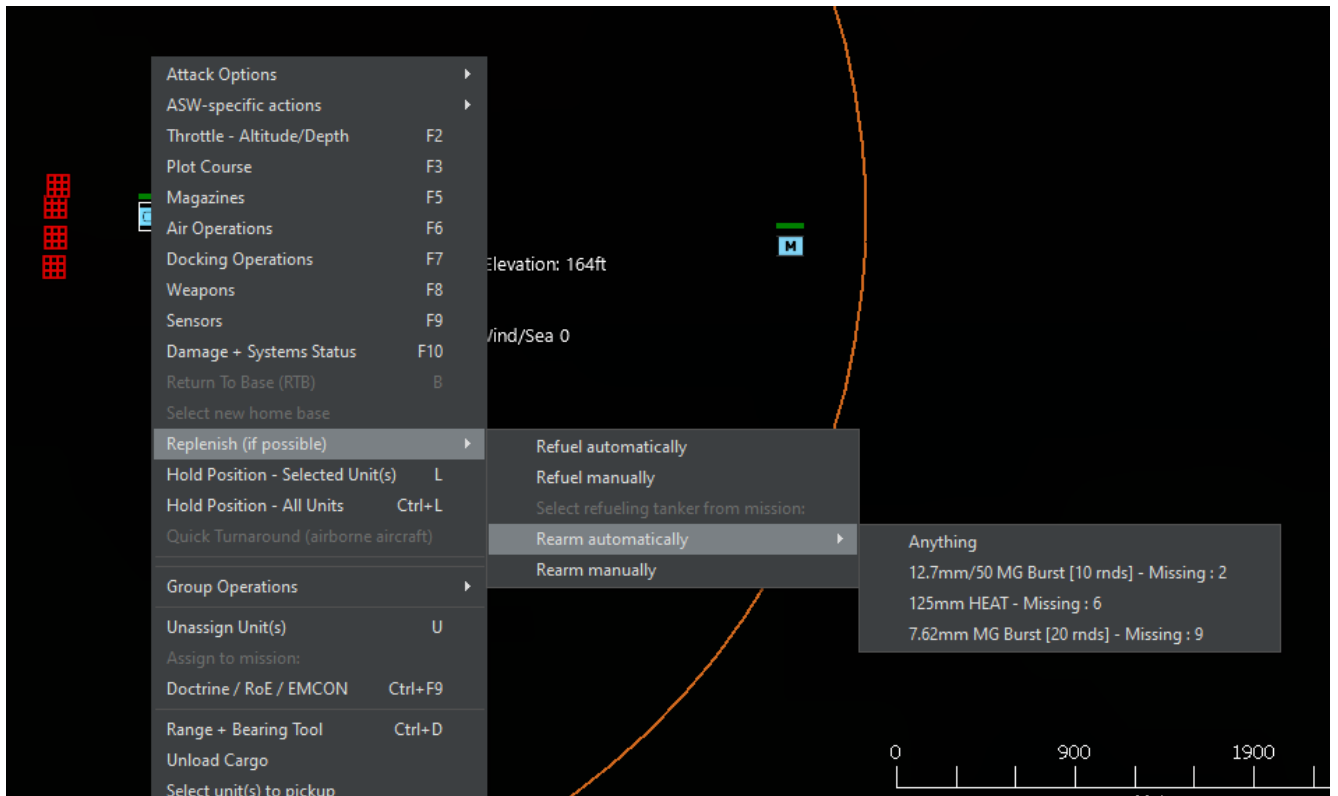 Attack Options
ASW-specific actions
Throttle - Altitude/Depth F2
Plot Course F3
Magazines F5
Air Operations F6
Docking Operations F7
Weapons F8
Sensors F9
Damage + Systems Status F10
Return To Base (RTB) B
Select new home base
Replenish (if possible)
Hold Position - Selected Unit(s) L
Hold Position - All Units Ctrl+L
Quick Turnaround (airborne aircraft)
Group Operations
Unassign Unit(s) U
Assign to mission:
Doctrine / RoE / EMCON Ctrl+F9
Range + Bearing Tool Ctrl+D
Unload Cargo
Select unit(s) to pickup
Elevation: 164ft
Wind/Sea 0
M
Refuel automatically
Refuel manually
Select refueling tanker from mission:
Rearm automatically
Rearm manually
Anything
12.7mm/50 MG Burst [10 rnds] - Missing : 2
125mm HEAT - Missing : 6
7.62mm MG Burst [20 rnds] - Missing : 9
0 900 1900